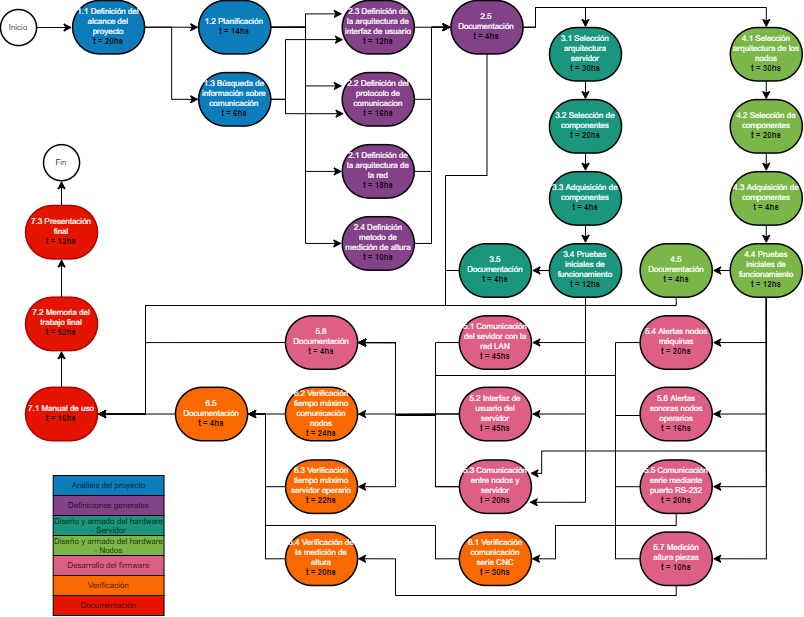 Inicio
1.1 Definición del
alcance del
proyecto
t = 20hs
1.2 Planificación
t = 14hs
1.3 Búsqueda de
información sobre
comunicación
t = 6hs
2.3 Definición de
la arquitectura de
interfaz de usuario
t = 12hs
2.2 Definición del
protocolo de
comunicacion
t = 16hs
2.1 Definición de
la arquitectura de
la red
t = 18hs
2.4 Definición
metodo de
medición de altura
t = 10hs
2.5
Documentación
t = 4hs
3.1 Selección
arquitectura
servidor
t = 30hs
3.2 Selección de
componentes
t = 20hs
3.3 Adquisición de
componentes
t = 4hs
3.4 Pruebas
iniciales de
funcionamiento
t = 12hs
3.5
Documentación
t = 4hs
4.1 Selección
arquitectura de los
nodos
t = 30hs
4.2 Selección de
componentes
t = 20hs
4.3 Adquisición de
componentes
t = 4hs
4.4 Pruebas
iniciales de
funcionamiento
t = 12hs
4.5
Documentación
t = 4hs
Fin
7.3 Presentación
final
t = 12hs
7.2 Memoria del
trabajo final
t = 52hs
7.1 Manual de uso
t = 16hs
5.8
Documentación
t = 4hs
5.1 Comunicación
del sevidor con la
red LAN
t = 45hs
5.4 Alertas nodos
máquinas
t = 20hs
6.5
Documentación
t = 4hs
6.2 Verificación
tiempo máximo
comunicación
nodos
t = 24hs
5.2 Interfaz de
usuario del
servidor
t = 45hs
5.6 Alertas
sonoras nodos
operarios
t = 16hs
6.3 Verificación
tiempo máximo
servidor operario
t = 22hs
5.3 Comunicación
entre nodos y
servidor
t = 20hs
5.5 Comunicación
serie mediante
puerto RS-232
t = 20hs
6.4 Verificación de
la medición de
altura
t = 20hs
6.1 Verificación
comunicación
serie CNC
t = 30hs
5.7 Medición
altura piezas
t = 10hs
Análisis del proyecto
Definiciones generales
Diseño y armado del hardware
- Servidor
Diseño y armado del hardware
- Nodos
Desarrollo del firmware
Verificación
Documentación